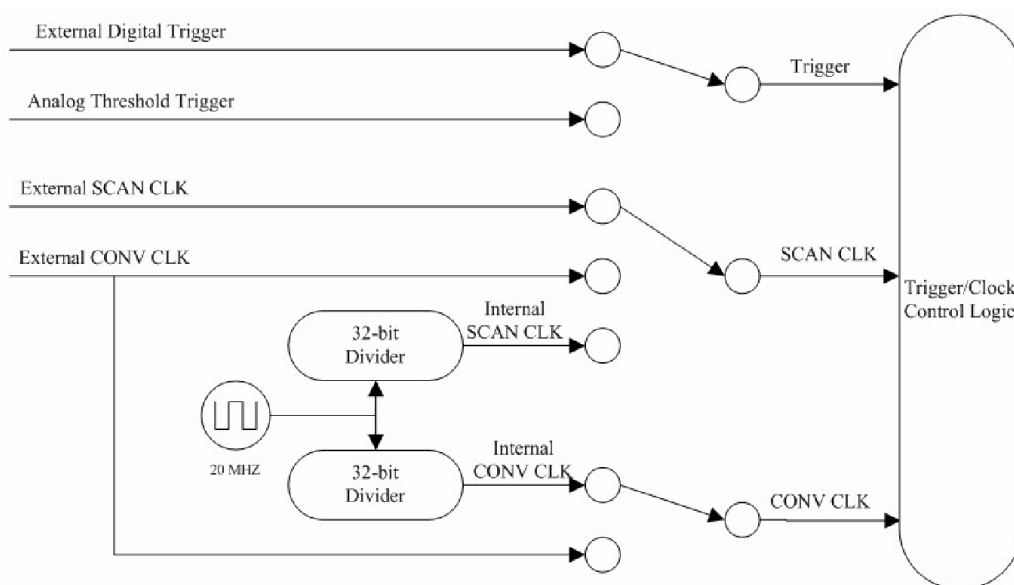 External Digital Trigger
Trigger
Analog Threshold Trigger
External SCAN CLK
External CONV CLK
SCAN CLK
Trigger/Clock
Control Logic
Internal
SCAN CLK
32-bit
Divider
20 MHZ
Internal
CONV CLK
32-bit
Divider
CONV CLK